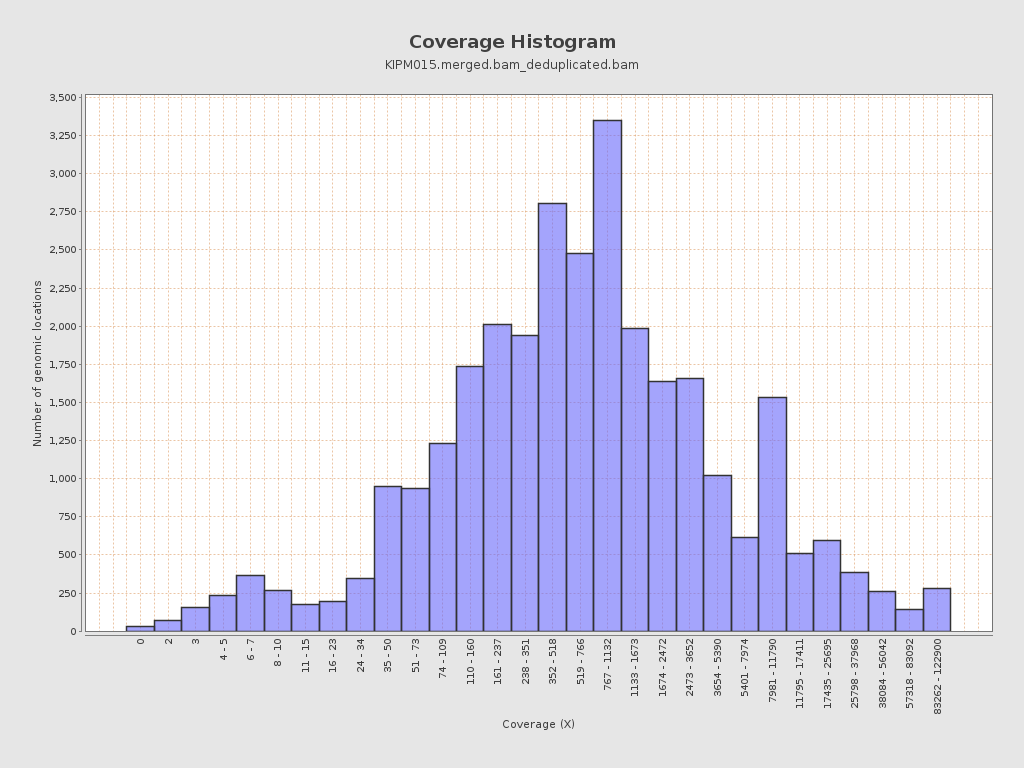 Coverage Histogram
KIPM015.merged.bam_deduplicated.bam
3,500
3,250
3,000
2,750
2,500
2,250
2,000
1,750
1,500
1,250
1,000
750
500
250
0
Number of genomic locations
0
2
3
4 - 5
6 - 7
8 - 10
11 - 15
16 - 23
24 - 34
35 - 50
51 - 73
74 - 109
110 - 160
161 - 237
238 - 351
352 - 518
519 - 766
767 - 1132
1133 - 1673
1674 - 2472
2473 - 3652
3654 - 5390
5401 - 7974
7981 - 11790
11795 - 17411
17435 - 25695
25798 - 37968
38084 - 56042
57318 - 83092
83262 - 122900
Coverage (X)